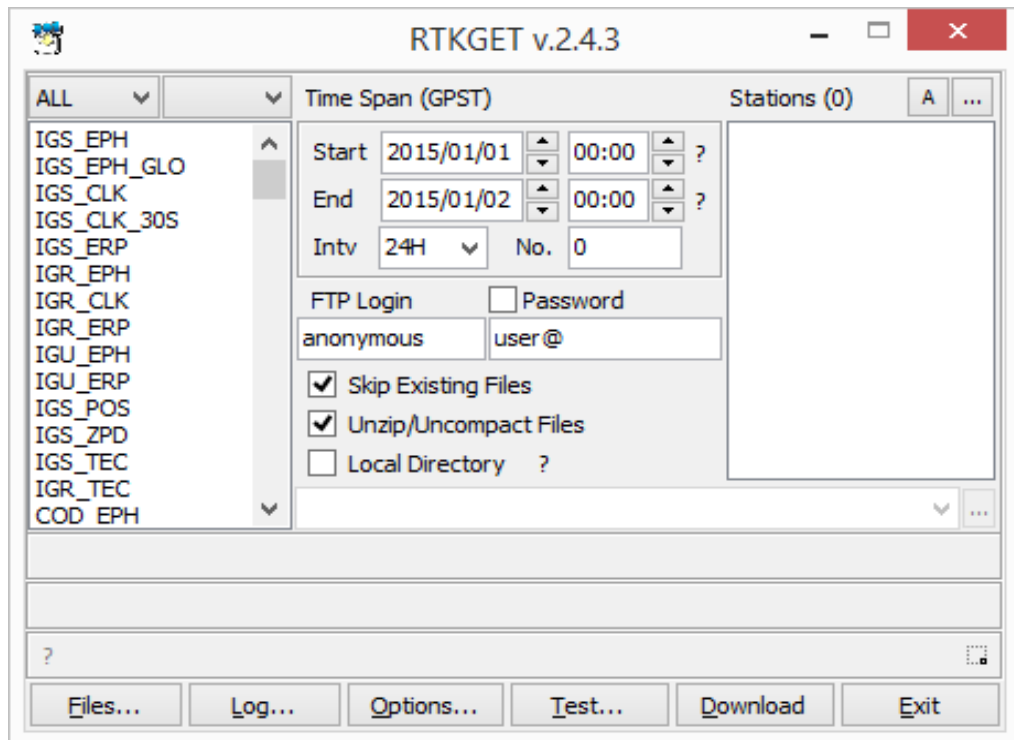 RTKGET v.2.4.3
ALL
Time Span (GPST)
Stations (0)
A
...
IGS_EPH
IGS_EPH_GLO
IGS_CLK
IGS_CLK_30S
IGS_ERP
IGR_EPH
IGR_CLK
IGR_ERP
IGU_EPH
IGU_ERP
IGS_POS
IGS_ZPD
IGS_TEC
IGR_TEC
COD_EPH
Start 2015/01/01 00:00 ?
End 2015/01/02 00:00 ?
Intv 24H No. 0
FTP Login Password
anonymous user@
Skip Existing Files
Unzip/Uncompact Files
Local Directory ?
...
?
Files... Log... Options... Test... Download Exit